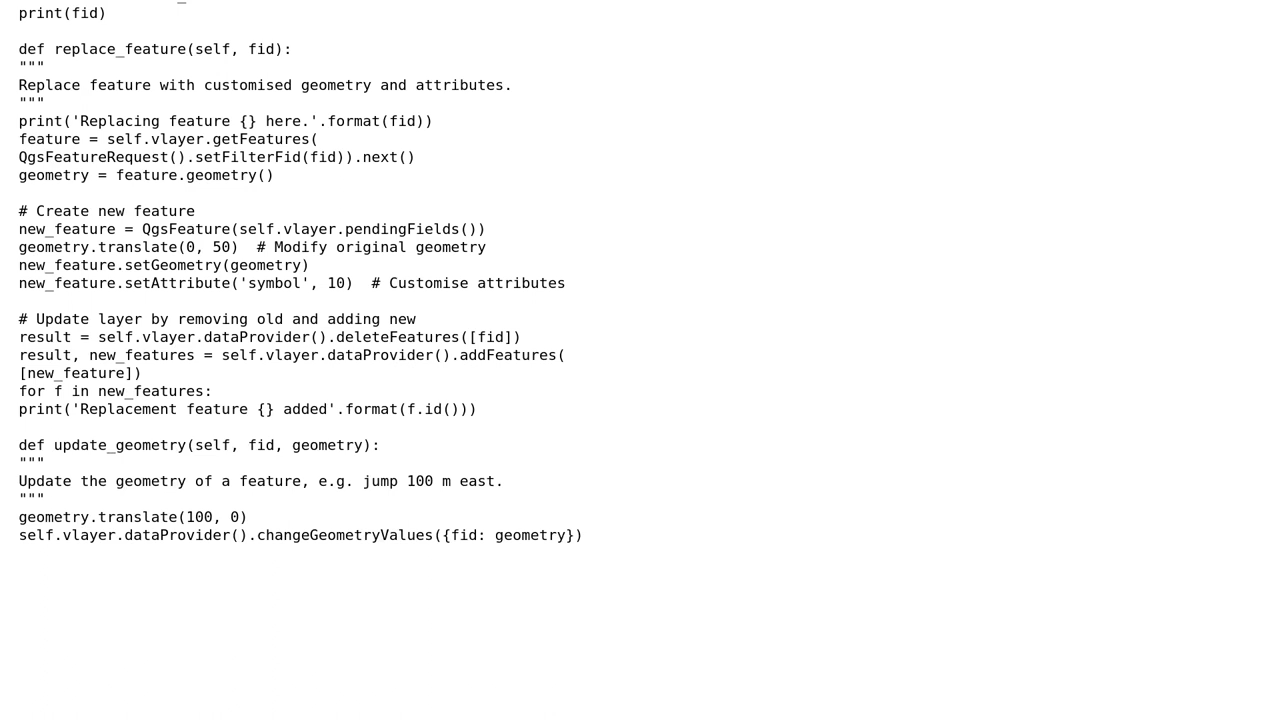 print(fid)

def replace_feature(self, fid):
"""
Replace feature with customised geometry and attributes.
"""
print('Replacing feature {} here.'.format(fid))
feature = self.vlayer.getFeatures(
QgsFeatureRequest().setFilterFid(fid)).next()
geometry = feature.geometry()

# Create new feature
new_feature = QgsFeature(self.vlayer.pendingFields())
geometry.translate(0, 50)  # Modify original geometry
new_feature.setGeometry(geometry)
new_feature.setAttribute('symbol', 10)  # Customise attributes

# Update layer by removing old and adding new
result = self.vlayer.dataProvider().deleteFeatures([fid])
result, new_features = self.vlayer.dataProvider().addFeatures(
[new_feature])
for f in new_features:
print('Replacement feature {} added'.format(f.id()))

def update_geometry(self, fid, geometry):
"""
Update the geometry of a feature, e.g. jump 100 m east.
"""
geometry.translate(100, 0)
self.vlayer.dataProvider().changeGeometryValues({fid: geometry})